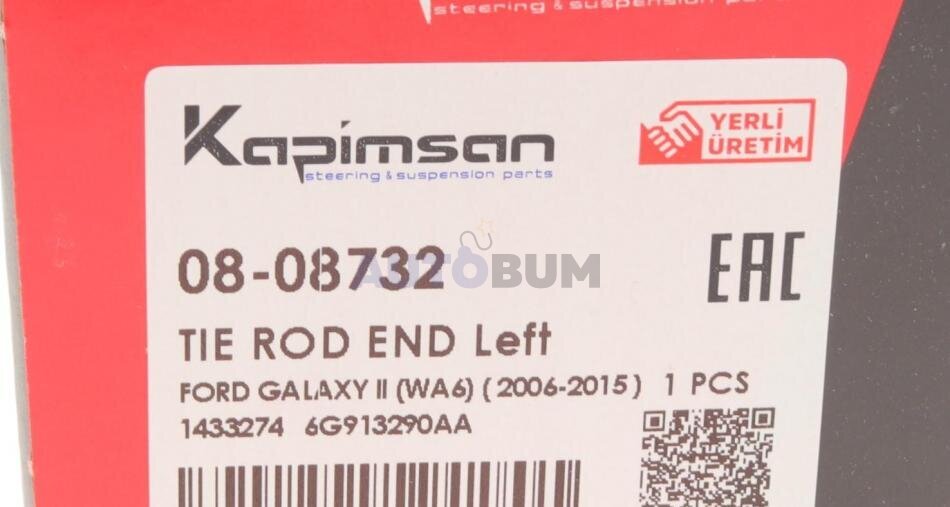 steering & suspension parts
Kapimsan
steering & suspension parts
YERLİ
ÜRETİM
08-08732
AUTOBUM
EAC
TIE ROD END Left
FORD GALAXY II (WA6) ( 2006-2015 ) 1 PCS
1433274 6G913290AA